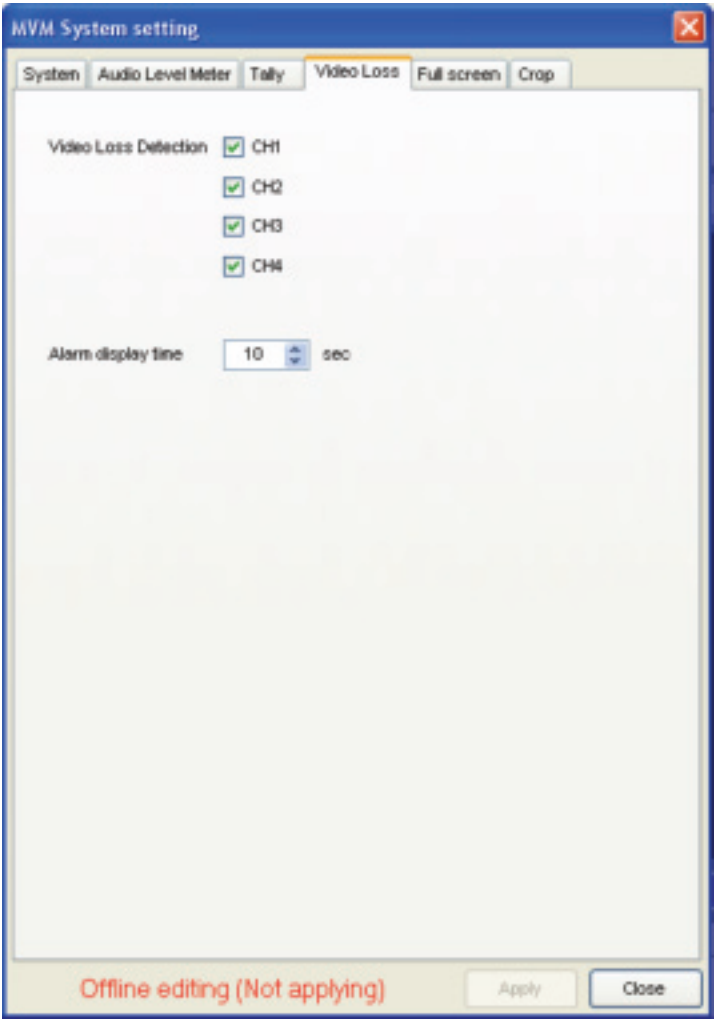 MVM System setting
System Audio Level Meter Tally Video Loss Full screen Crop
Video Loss Detection CH1
CH2
CH3
CH4
Alarm display time 10 sec
Offline editing (Not applying) Apply Close